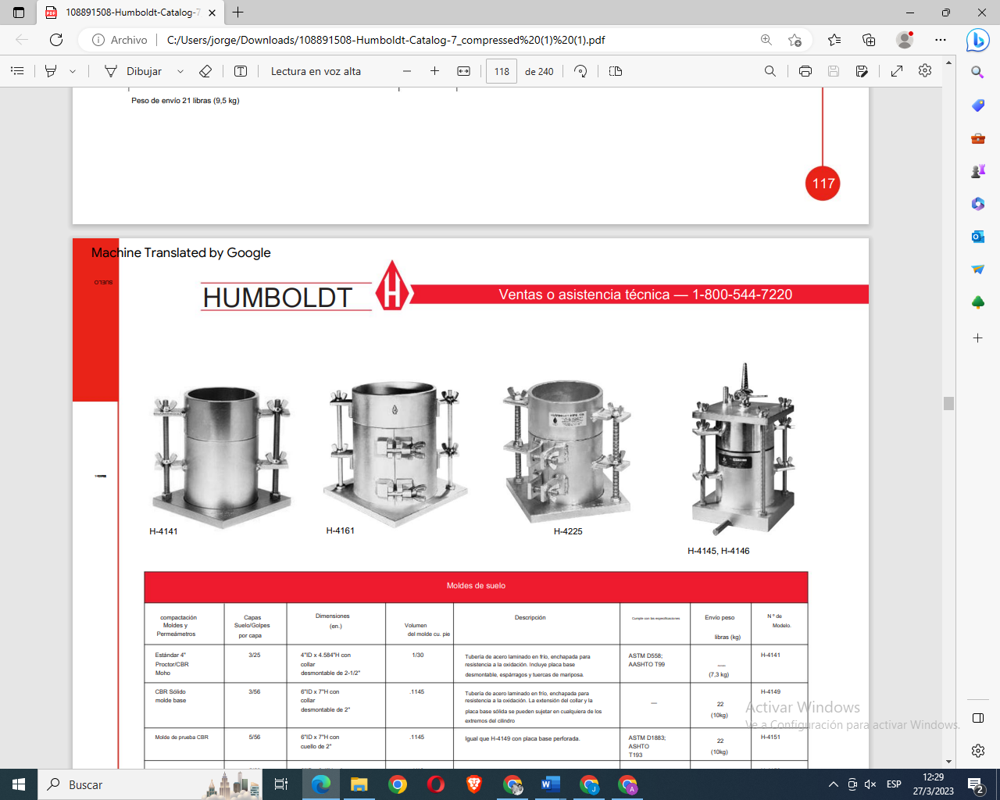 108891508-Humboldt-Catalog-7
Archivo
C:/Users/jorge/Downloads/108891508-Humboldt-Catalog-7_compressed%20(1)%20(1).pdf
Dibujar
Lectura en voz alta
118
de 240
Peso de envío 21 libras (9,5 kg)
117
Machine Translated by Google
SUELO
HUMBOLDT
Ventas o asistencia técnica — 1-800-544-7220
HUMBOLDT MFG. CO.
H-4141
H-4161
H-4225
H-4145, H-4146
Moldes de suelo
compactación
Moldes y
Permeámetros
Capas
Suelo/Golpes
por capa
Dimensiones
(en.)
Volumen
del molde cu. pie
Descripción
Cumple con las especificaciones
Envío peso
libras (kg)
N º de
Modelo.
Estándar 4"
Proctor/CBR
Moho
3/25
4"ID x 4.584"H con
collar
desmontable de 2-1/2"
1/30
Tubería de acero laminado en frío, enchapada para
resistencia a la oxidación. Incluye placa base
desmontable, espárragos y tuercas de mariposa.
ASTM D558;
AASHTO T99
(7,3 kg)
H-4141
CBR Sólido
molde base
3/56
6"ID x 7"H con
collar
desmontable de 2"
.1145
Tubería de acero laminado en frío, enchapada para
resistencia a la oxidación. La extensión del collar y la
placa base sólida se pueden sujetar en cualquiera de los
extremos del cilindro
—
22
(10kg)
H-4149
Molde de prueba CBR
5/56
6"ID x 7"H con
cuello de 2"
.1145
Igual que H-4149 con placa base perforada.
ASTM D1883;
ASHTO
T193
22
(10kg)
H-4151
Activar Windows
Ve a Configuración para activar Windows.
Buscar
ESP
12:29
27/3/2023
2